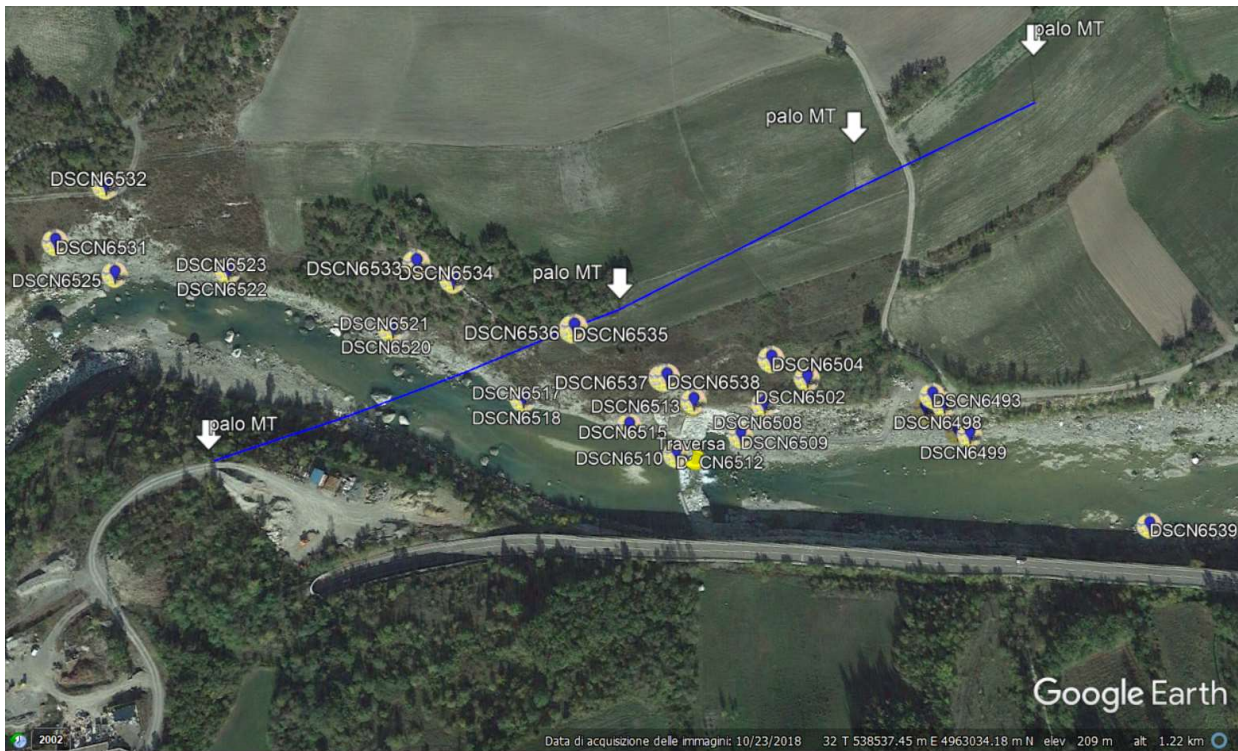 palo MT
palo MT
DSCN6532
DSCN6531
DSCN6525
DSCN6523
DSCN6522
DSCN6533
DSCN6534
palo MT
DSCN6521
DSCN6520
DSCN6536
DSCN6535
DSCN6504
DSCN6537
DSCN6538
DSCN6502
DSCN6517
DSCN6518
DSCN6513
DSCN6515
DSCN6508
DSCN6509
DSCN6493
DSCN6498
DSCN6499
palo MT
Traversa
DSCN6510
DSCN6512
DSCN6539
Google Earth
2002
Data di acquisizione delle immagini: 10/23/2018 32 T 538537.45 m E 4963034.18 m N elev 209 m alt 1.22 km